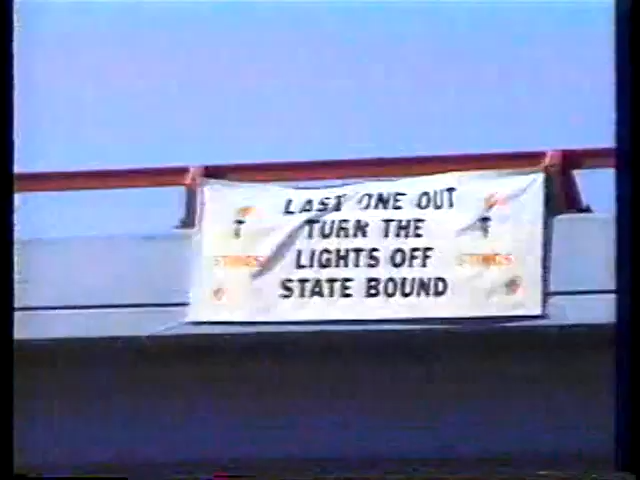 LAST ONE OUT
TURN THE
LIGHTS OFF
STATE BOUND